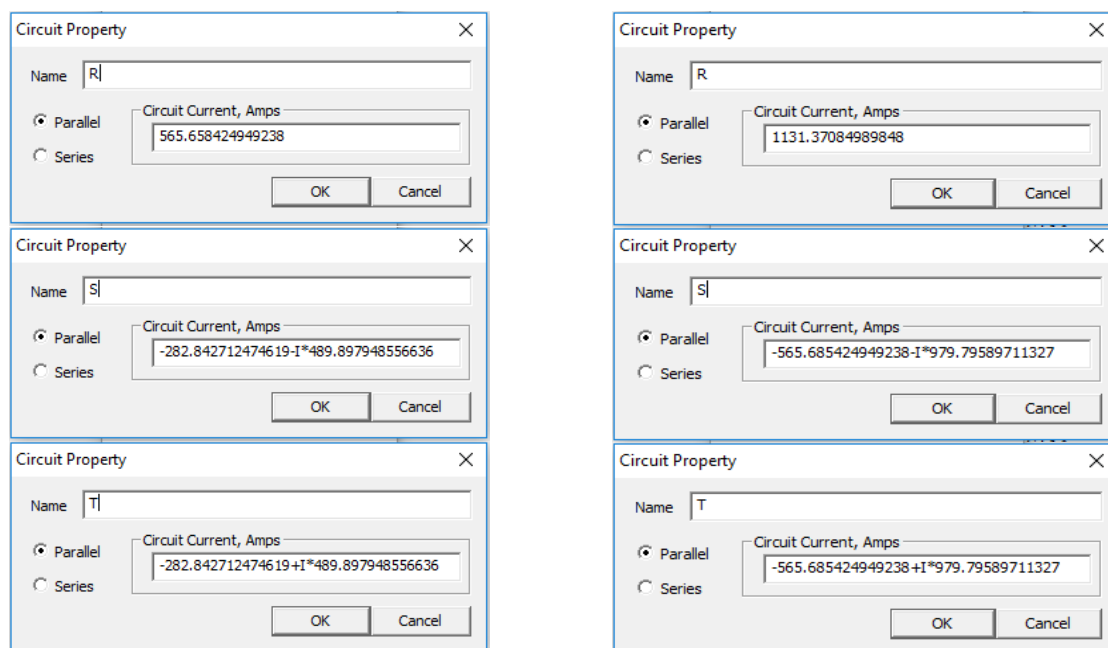 Circuit Property
Name R
Parallel
Series
Circuit Current, Amps
565.658424949238
OK Cancel
Circuit Property
Name S
Parallel
Series
Circuit Current, Amps
-282.842712474619-I*489.897948556636
OK Cancel
Circuit Property
Name T
Parallel
Series
Circuit Current, Amps
-282.842712474619+I*489.897948556636
OK Cancel
Circuit Property
Name R
Parallel
Series
Circuit Current, Amps
1131.37084989848
OK Cancel
Circuit Property
Name S
Parallel
Series
Circuit Current, Amps
-565.685424949238-I*979.79589711327
OK Cancel
Circuit Property
Name T
Parallel
Series
Circuit Current, Amps
-565.685424949238+I*979.79589711327
OK Cancel